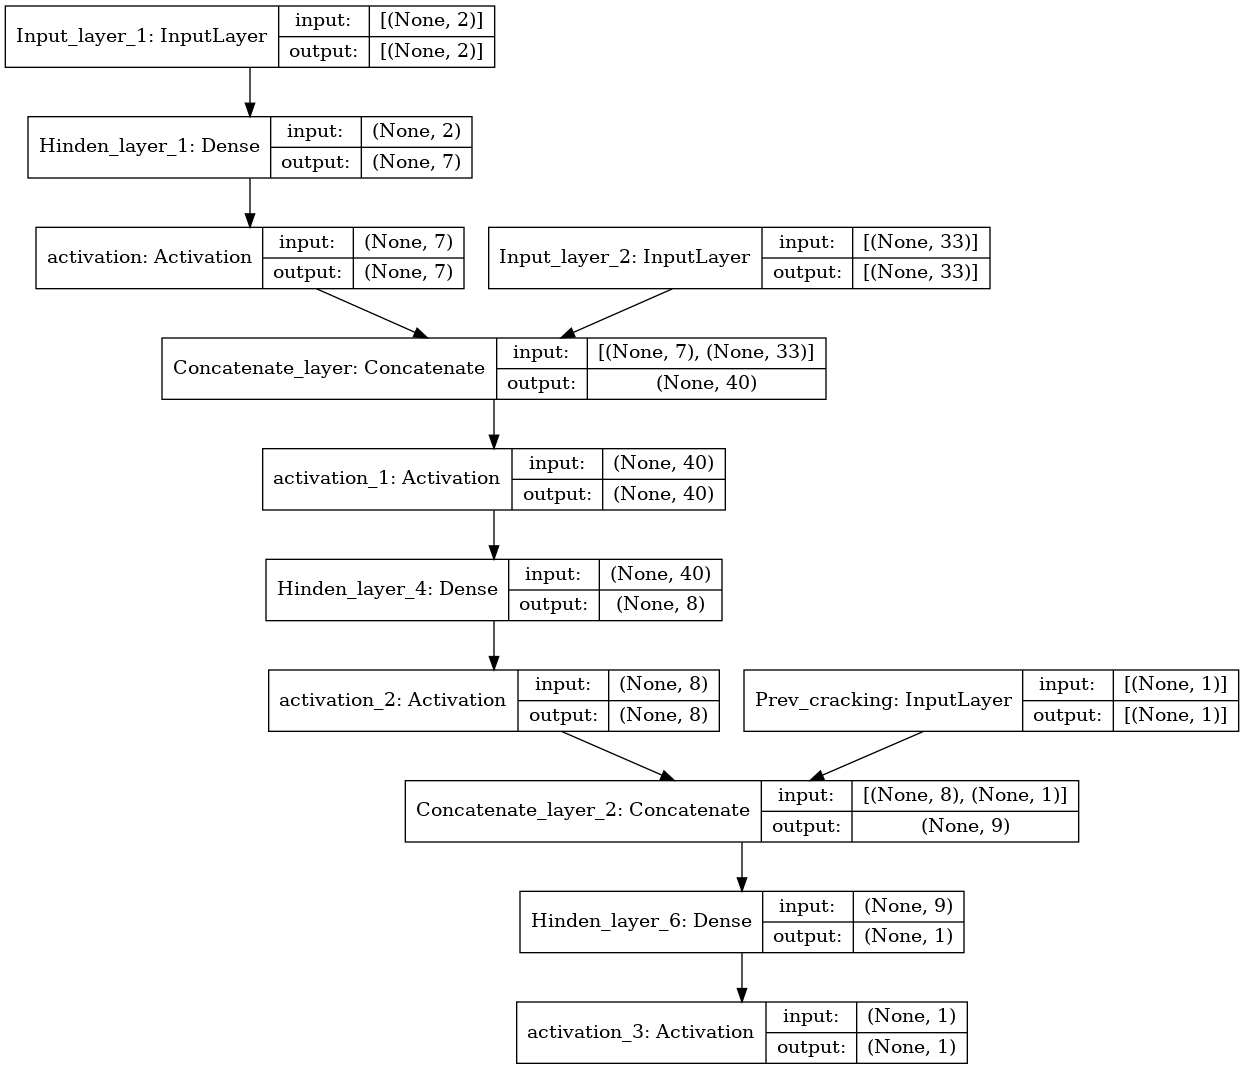 Input_layer_1: InputLayer
input: [(None, 2)]
output: [(None, 2)]
Hinden_layer_1: Dense
input: (None, 2)
output: (None, 7)
activation: Activation
input: (None, 7)
output: (None, 7)
Input_layer_2: InputLayer
input: [(None, 33)]
output: [(None, 33)]
Concatenate_layer: Concatenate
input: [(None, 7), (None, 33)]
output: (None, 40)
activation_1: Activation
input: (None, 40)
output: (None, 40)
Hinden_layer_4: Dense
input: (None, 40)
output: (None, 8)
activation_2: Activation
input: (None, 8)
output: (None, 8)
Prev_cracking: InputLayer
input: [(None, 1)]
output: [(None, 1)]
Concatenate_layer_2: Concatenate
input: [(None, 8), (None, 1)]
output: (None, 9)
Hinden_layer_6: Dense
input: (None, 9)
output: (None, 1)
activation_3: Activation
input: (None, 1)
output: (None, 1)